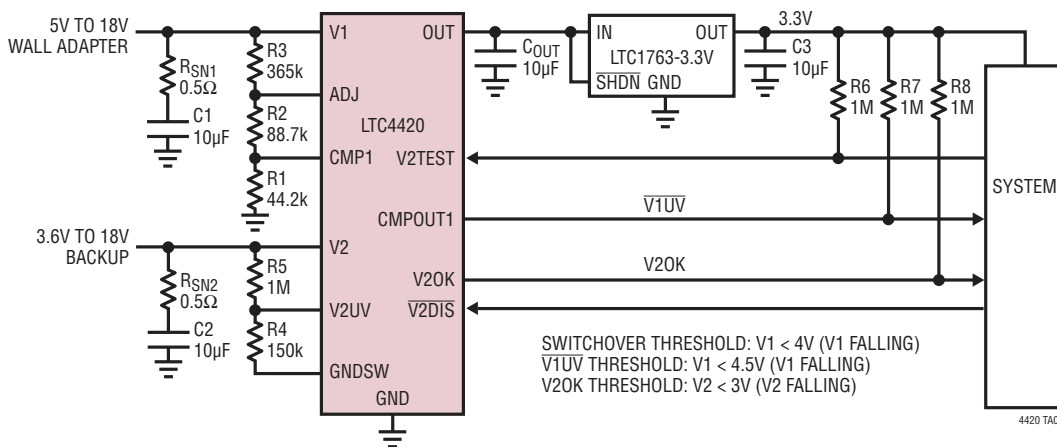 5V TO 18V
WALL ADAPTER
RSN1
0.5Ω
C1
10µF
R3
365k
R2
88.7k
R1
44.2k
3.6V TO 18V
BACKUP
RSN2
0.5Ω
C2
10µF
R5
1M
R4
150k
V1
OUT
ADJ
LTC4420
CMP1
V2TEST
CMPOUT1
V2
V2OK
V2UV
V2DIS
GNDSW
GND
COUT
10µF
IN
OUT
LTC1763-3.3V
SHDN GND
3.3V
C3
10µF
R6
1M
R7
1M
R8
1M
V1UV
V2OK
SYSTEM
SWITCHOVER THRESHOLD: V1 < 4V (V1 FALLING)
V1UV THRESHOLD: V1 < 4.5V (V1 FALLING)
V2OK THRESHOLD: V2 < 3V (V2 FALLING)
4420 TA0